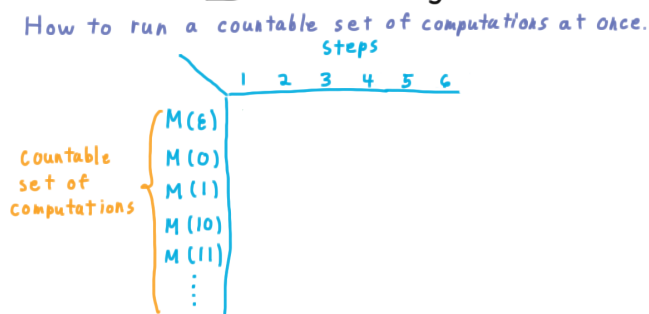 How to run a countable set of computations at once.
steps
1 2 3 4 5 6
M(ε)
M(0)
M(1)
M(10)
M(11)
countable
set of
computations